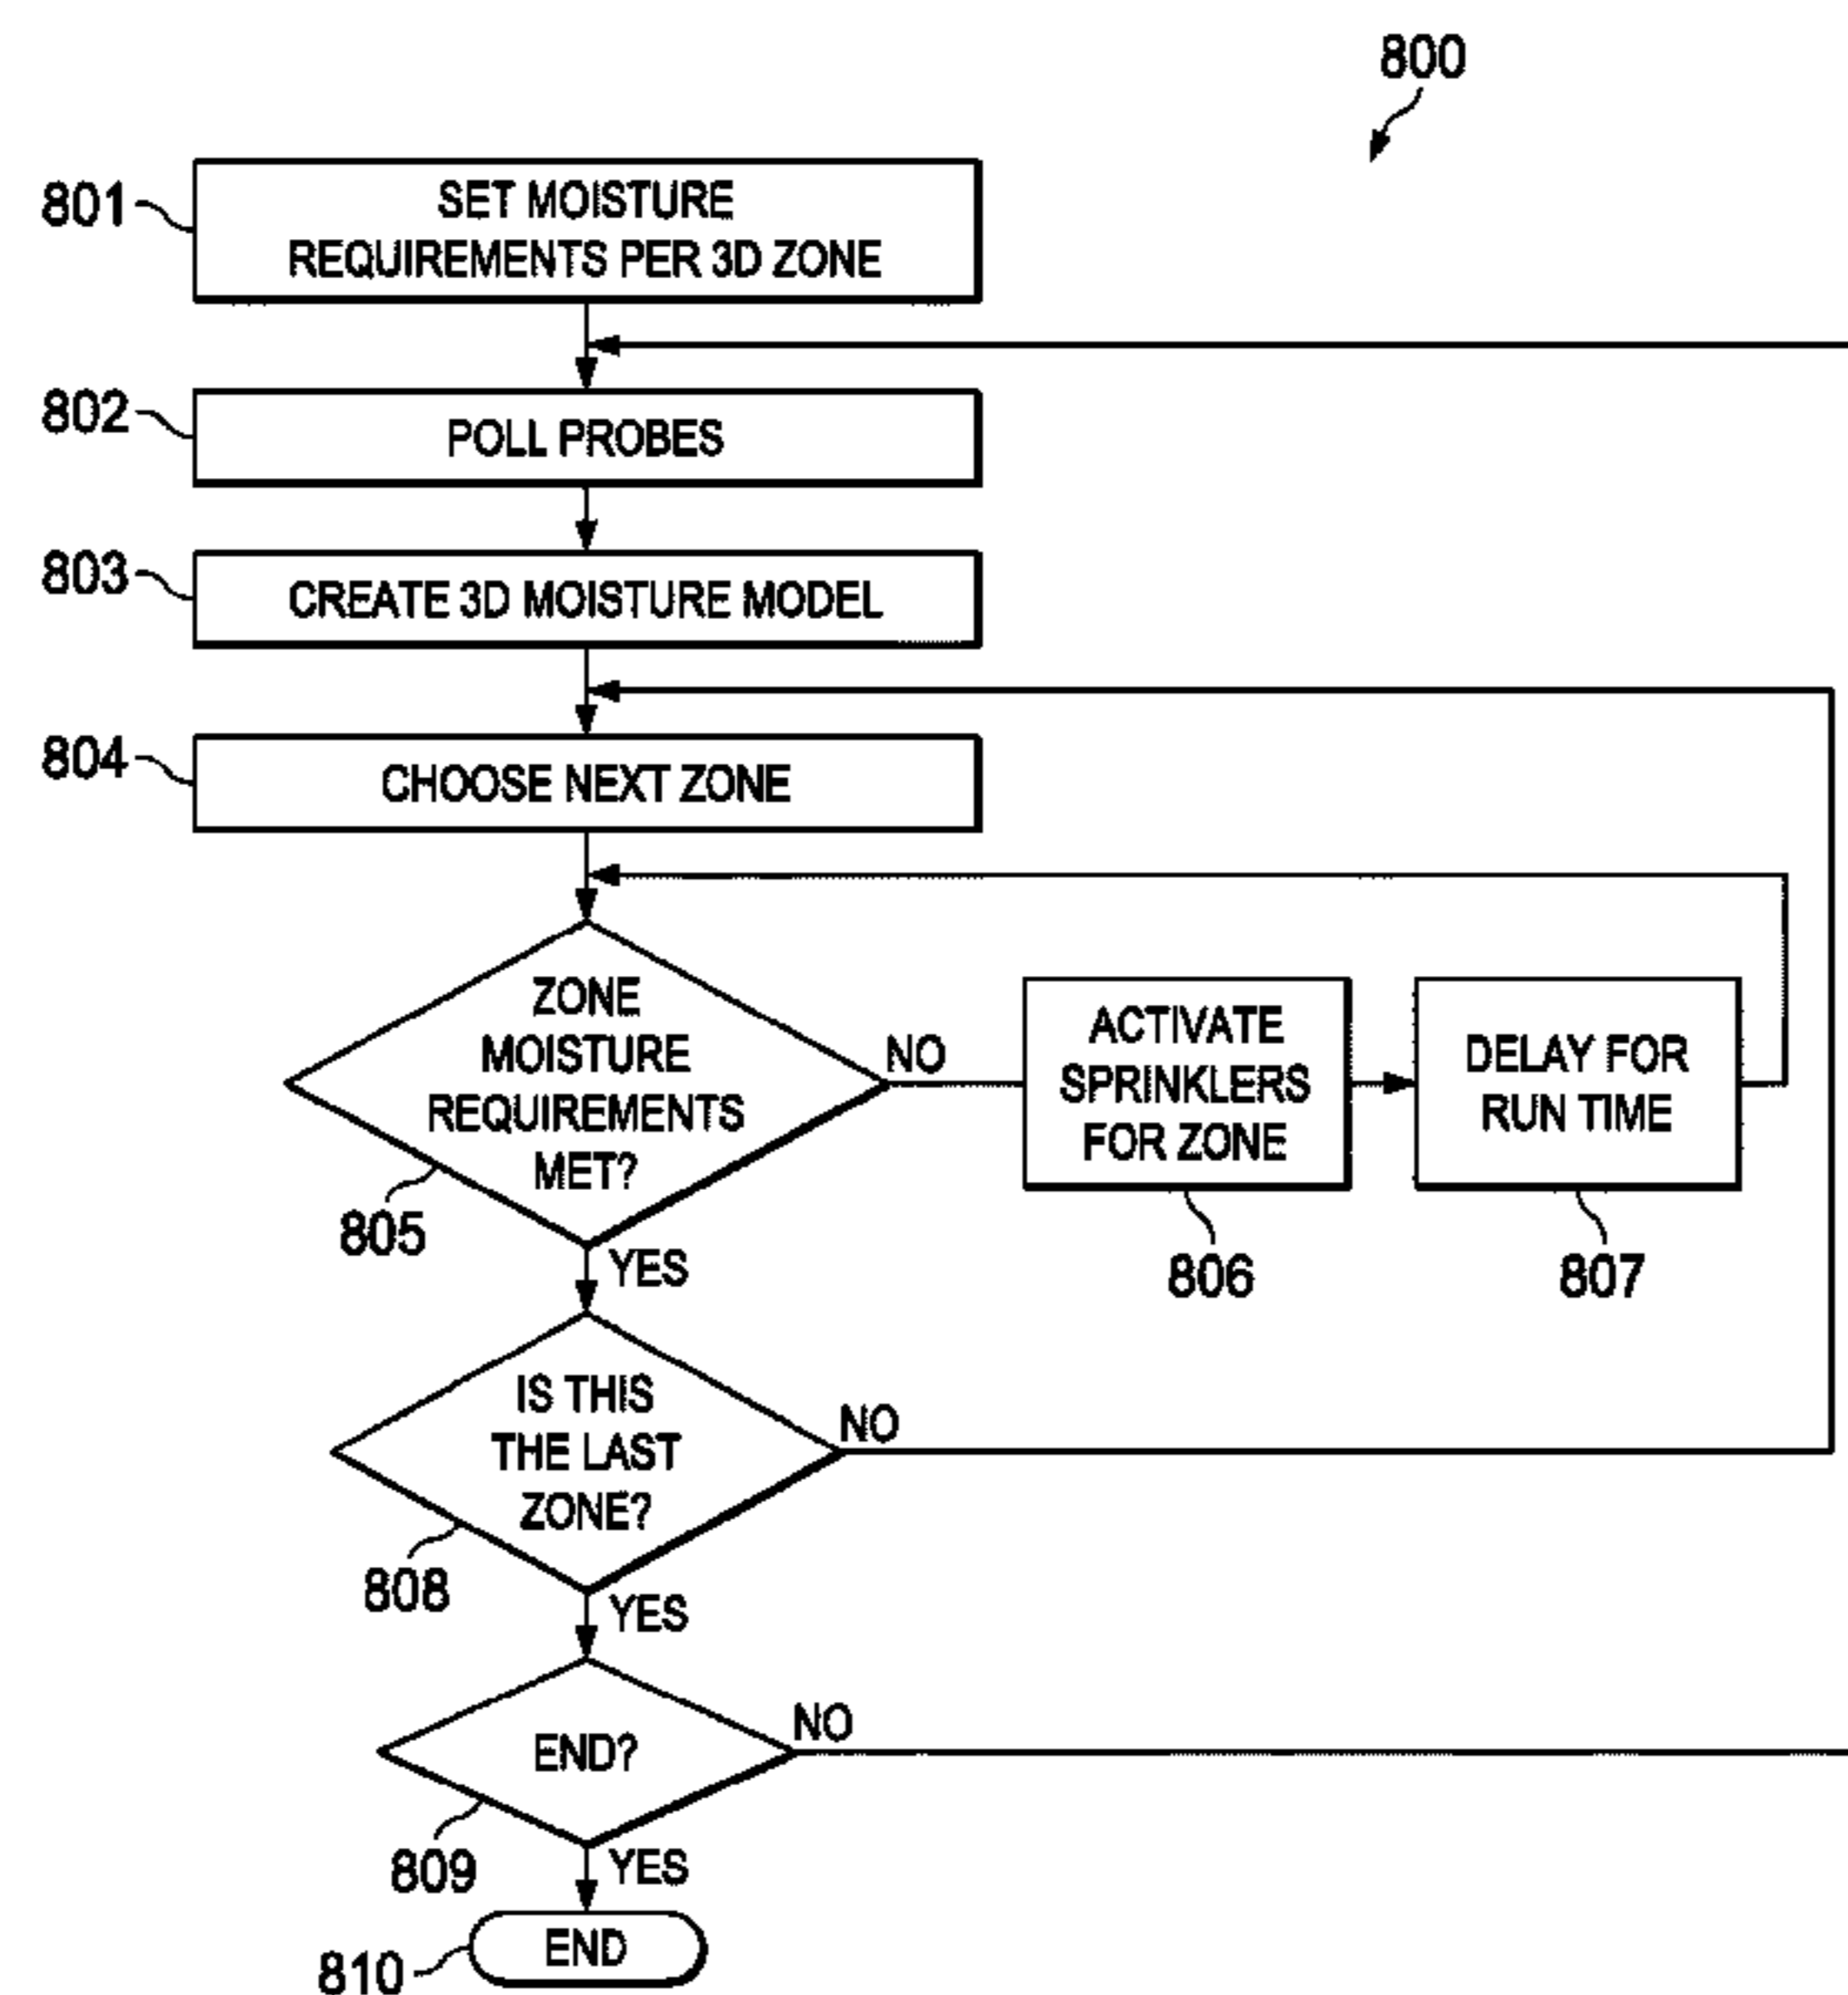 800
801
SET MOISTURE
REQUIREMENTS PER 3D ZONE
802
POLL PROBES
803
CREATE 3D MOISTURE MODEL
804
CHOOSE NEXT ZONE
ZONE
MOISTURE
REQUIREMENTS
MET?
805
NO
ACTIVATE
SPRINKLERS
FOR ZONE
806
DELAY FOR
RUN TIME
807
YES
IS THIS
THE LAST
ZONE?
808
NO
YES
END?
809
NO
YES
END
810